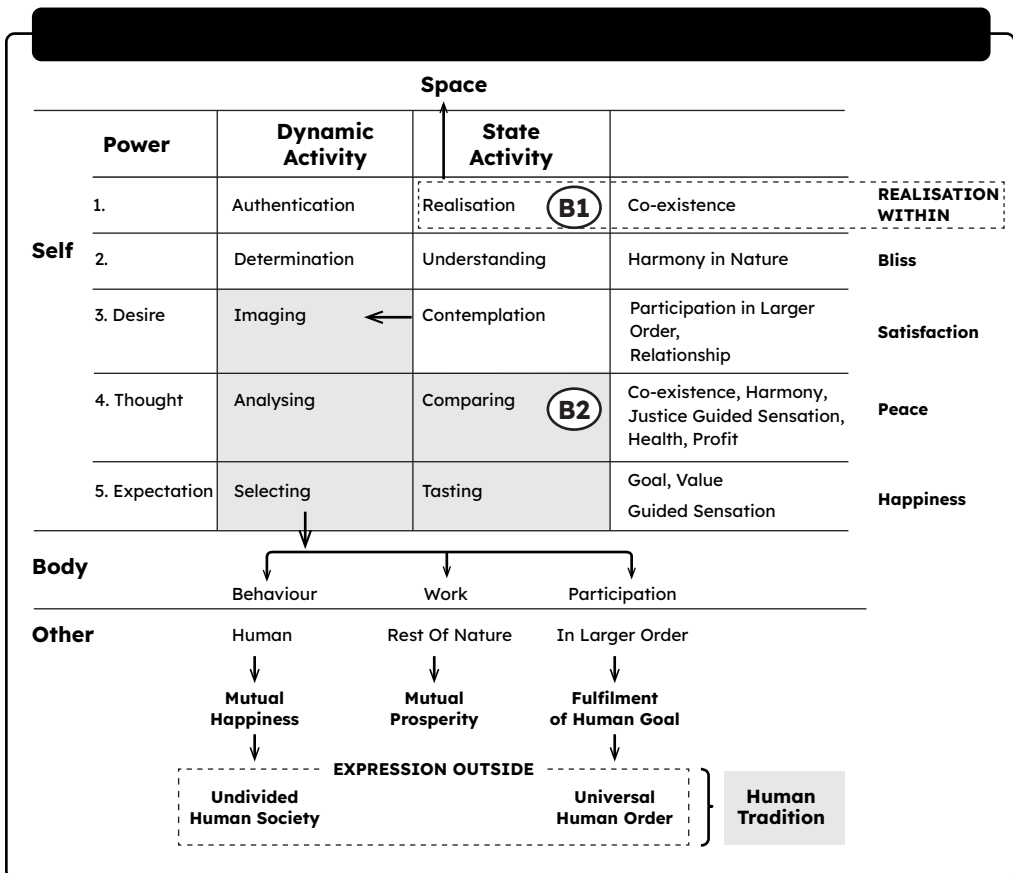 Space
Power
Dynamic
Activity
State
Activity
Self
1.
Authentication
Realisation
B1
Co-existence
REALISATION
WITHIN
2.
Determination
Understanding
Harmony in Nature
Bliss
3. Desire
Imaging
Contemplation
Participation in Larger
Order,
Relationship
Satisfaction
4. Thought
Analysing
Comparing
B2
Co-existence, Harmony,
Justice Guided Sensation,
Health, Profit
Peace
5. Expectation
Selecting
Tasting
Goal, Value
Guided Sensation
Happiness
Body
Behaviour
Work
Participation
Other
Human
Rest Of Nature
In Larger Order
Mutual
Happiness
Mutual
Prosperity
Fulfilment
of Human Goal
EXPRESSION OUTSIDE
Undivided
Human Society
Universal
Human Order
Human
Tradition